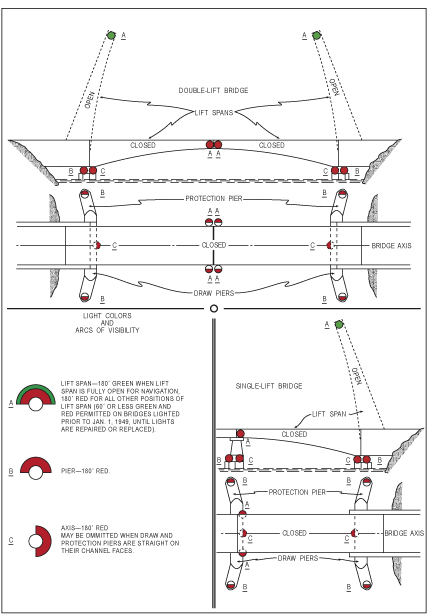 A
A
DOUBLE-LIFT BRIDGE
OPEN
OPEN
LIFT SPANS
CLOSED
CLOSED
A A
B
C
B
C
B
PROTECTION PIER
B
A A
C
CLOSED
C
BRIDGE AXIS
A A
B
DRAW PIERS
B
LIGHT COLORS
AND
ARCS OF VISIBILITY
A
LIFT SPAN—180° GREEN WHEN LIFT
SPAN IS FULLY OPEN FOR NAVIGATION,
180° RED FOR ALL OTHER POSITIONS OF
LIFT SPAN (60° OR LESS GREEN AND
RED PERMITTED ON BRIDGES LIGHTED
PRIOR TO JAN. 1, 1949, UNTIL LIGHTS
ARE REPAIRED OR REPLACED).
B
PIER—180° RED.
C
AXIS—180° RED
MAY BE OMMITTED WHEN DRAW AND
PROTECTION PIERS ARE STRAIGHT ON
THEIR CHANNEL FACES.
A
SINGLE-LIFT BRIDGE
OPEN
LIFT SPAN
CLOSED
A
B
C
C
B
B
PROTECTION PIER
B
A
C
CLOSED
C
BRIDGE AXIS
A
DRAW PIERS
B
B